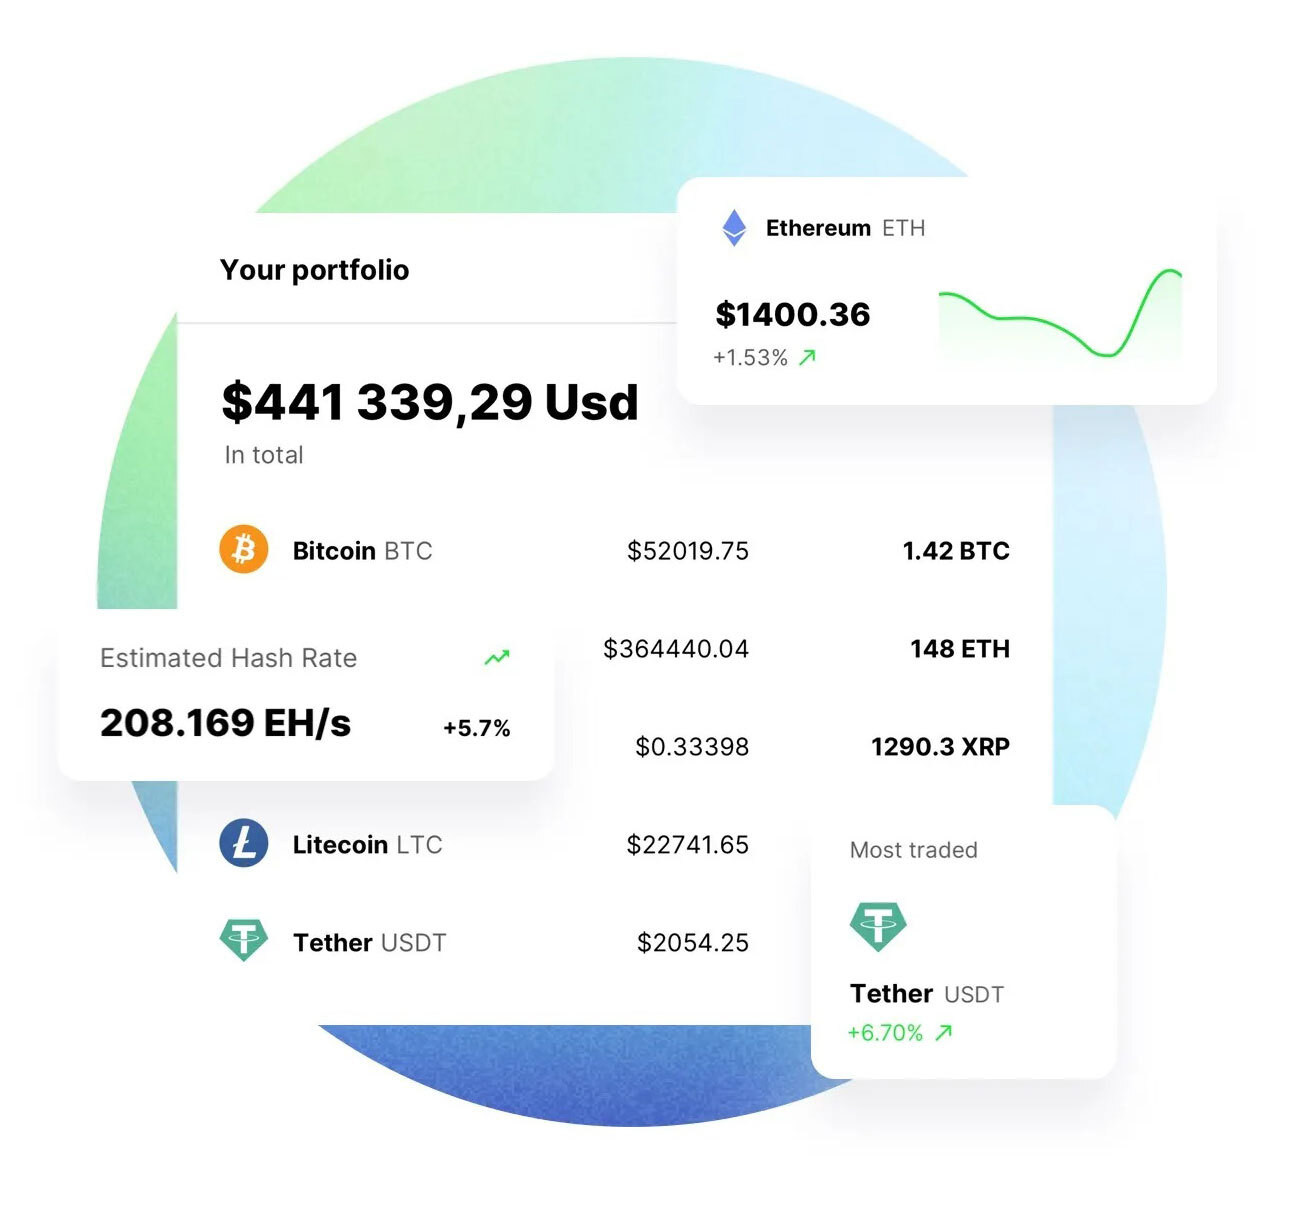 Ethereum ETH
Your portfolio
$1400.36
+1.53%
$441 339,29 Usd
In total
Bitcoin BTC $52019.75 1.42 BTC
Estimated Hash Rate
$364440.04 148 ETH
208.169 EH/s +5.7%
$0.33398 1290.3 XRP
Litecoin LTC $22741.65
Tether USDT $2054.25
Most traded
Tether USDT
+6.70%